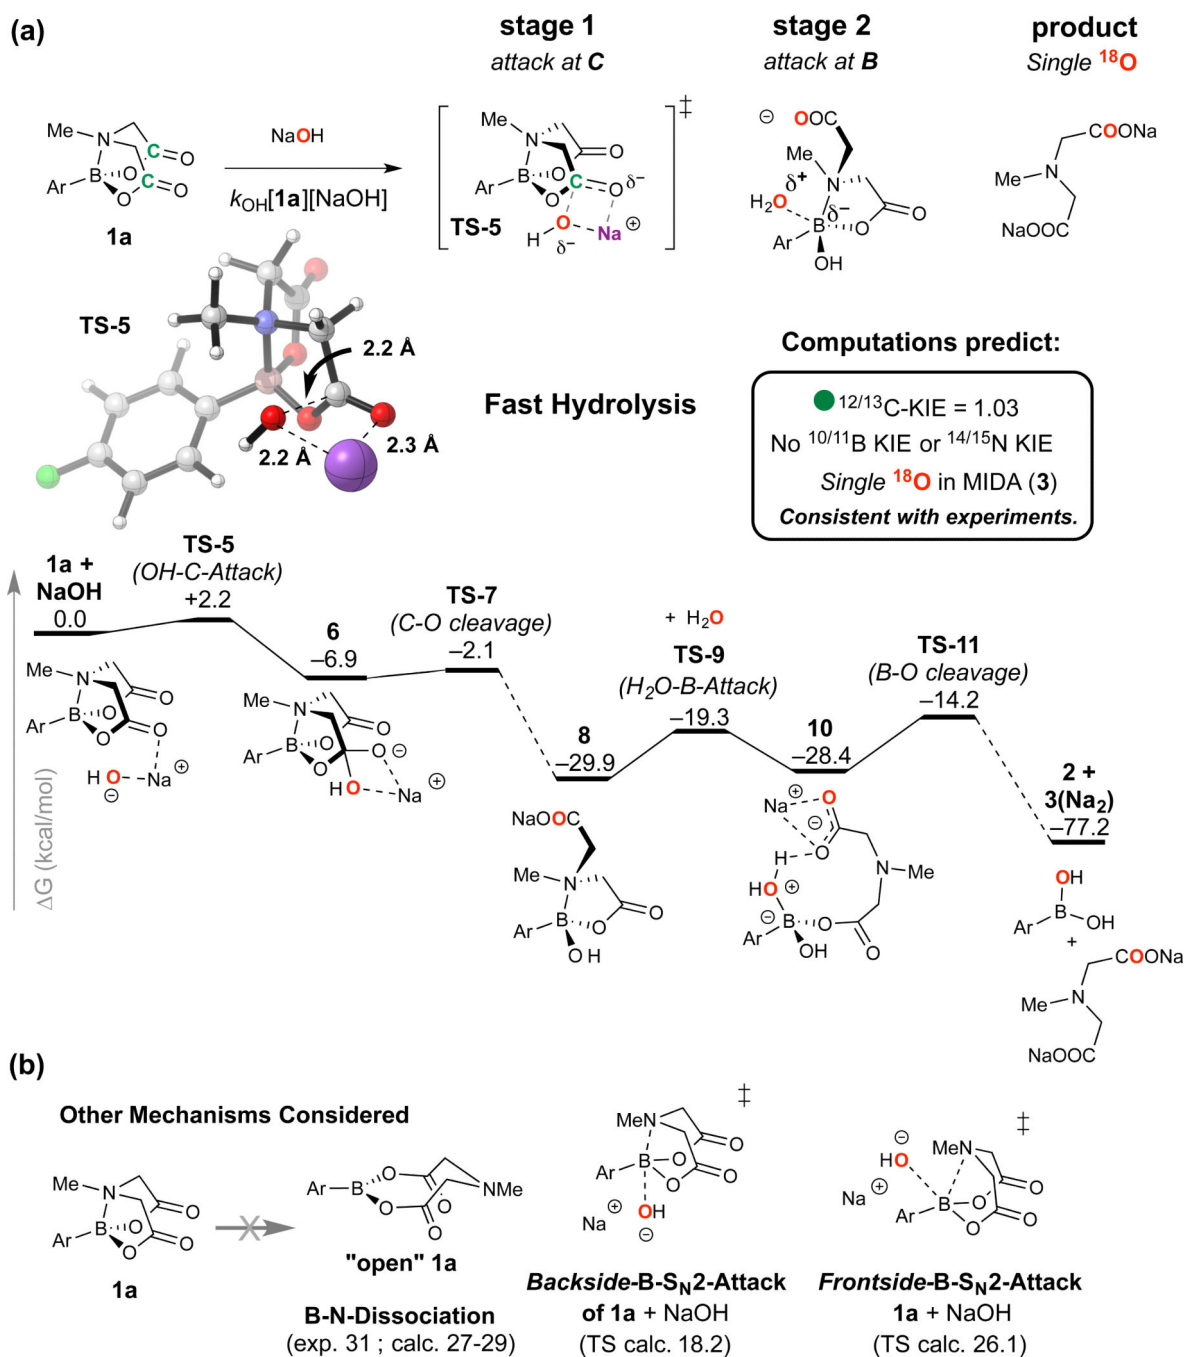 (a)
stage 1
attack at C
stage 2
attack at B
product
Single ¹⁸O
Me
N
C
O
B
O
C
O
O
Ar
1a
NaOH
k_OH[1a][NaOH]
‡
Me
N
O
B
O
C
O
δ−
O
Ar
TS-5
O
H
δ−
Na
⊕
⊖
OOC
Me
δ+
N
H₂O
δ−
B
O
O
Ar
OH
COONa
N
Me
NaOOC
TS-5
2.2 Å
2.2 Å
2.3 Å
Fast Hydrolysis
Computations predict:
¹²/¹³C-KIE = 1.03
No ¹⁰/¹¹B KIE or ¹⁴/¹⁵N KIE
Single ¹⁸O in MIDA (3)
Consistent with experiments.
ΔG (kcal/mol)
1a +
NaOH
0.0
TS-5
(OH-C-Attack)
+2.2
6
–6.9
TS-7
(C-O cleavage)
–2.1
8
–29.9
+ H₂O
TS-9
(H₂O-B-Attack)
–19.3
10
–28.4
TS-11
(B-O cleavage)
–14.2
2 +
3(Na₂)
–77.2
Me
N
O
B
O
O
O
Ar
H O
⊖
Na
⊕
Me
N
O
B
O
O
⊖
O
Ar
H O
Na
⊕
NaOOC
Me
N
B
O
O
Ar
OH
⊕
Na
O
⊖
H
O
HO
⊕
N
Me
⊖
B
O
Ar
OH
O
OH
B
Ar
OH
+
COONa
N
Me
NaOOC
(b)
Other Mechanisms Considered
Me
N
O
B
O
O
O
Ar
1a
X
O
O
Ar
B
NMe
O
O
"open" 1a
B-N-Dissociation
(exp. 31 ; calc. 27-29)
‡
MeN
O
B
O
O
O
Ar
⊕
Na
OH
⊖
Backside-B-S_N2-Attack
of 1a + NaOH
(TS calc. 18.2)
‡
⊖
HO
MeN
⊕
Na
O
B
O
O
O
Ar
Frontside-B-S_N2-Attack
1a + NaOH
(TS calc. 26.1)